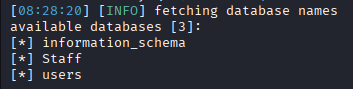 [08:28:20] [INFO] fetching database names
available databases [3]:
[*] information_schema
[*] Staff
[*] users